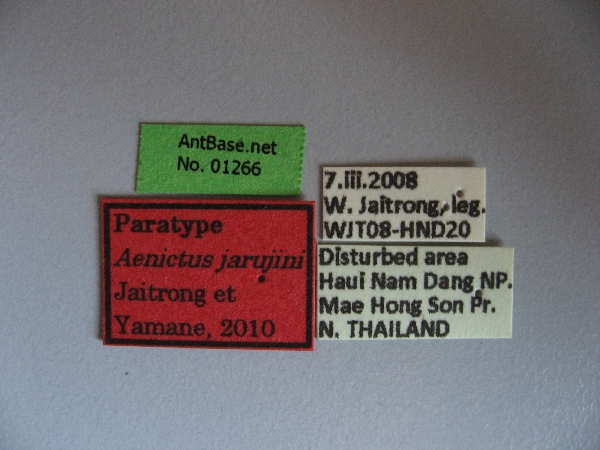 AntBase.net
No. 01266
Paratype
Aenictus jarujini
Jaitrong et
Yamane, 2010
7.iii.2008
W. Jaitrong, leg.
WJT08-HND20
Disturbed area
Haui Nam Dang NP.
Mae Hong Son Pr.
N. THAILAND